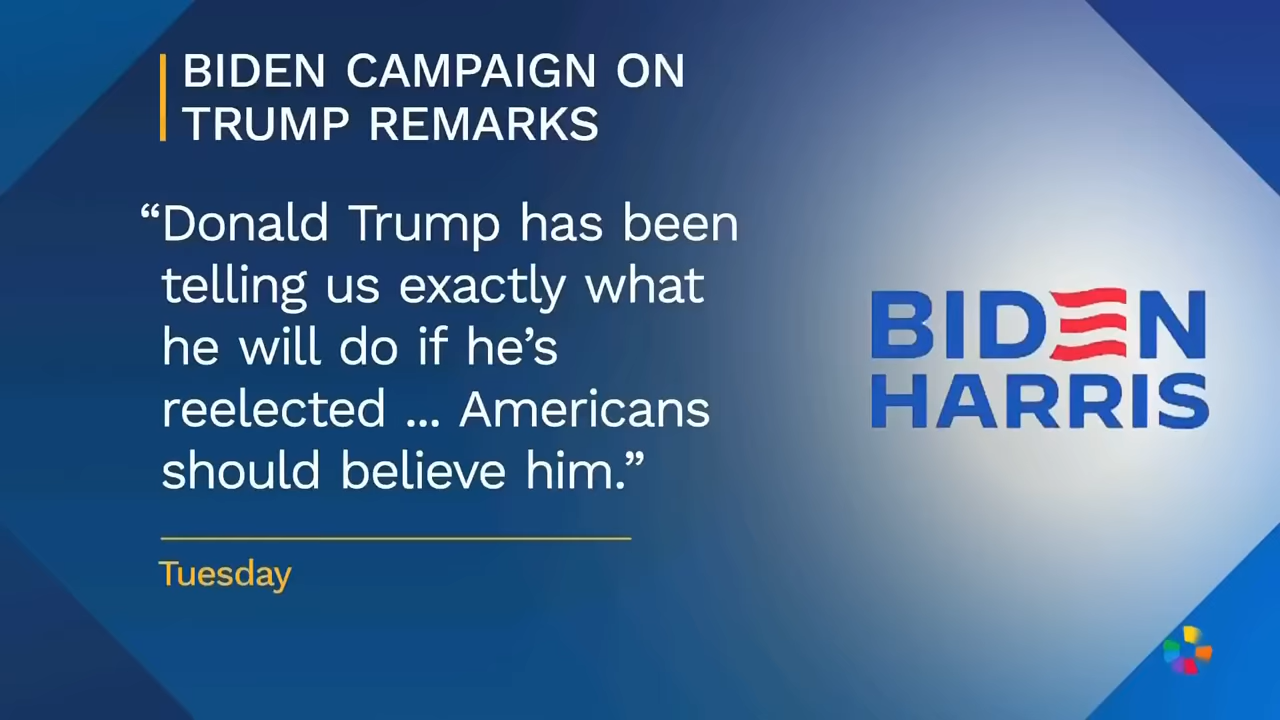 BIDEN CAMPAIGN ON
TRUMP REMARKS
“Donald Trump has been
telling us exactly what
he will do if he’s
reelected ... Americans
should believe him.”
Tuesday
BIDEN
HARRIS